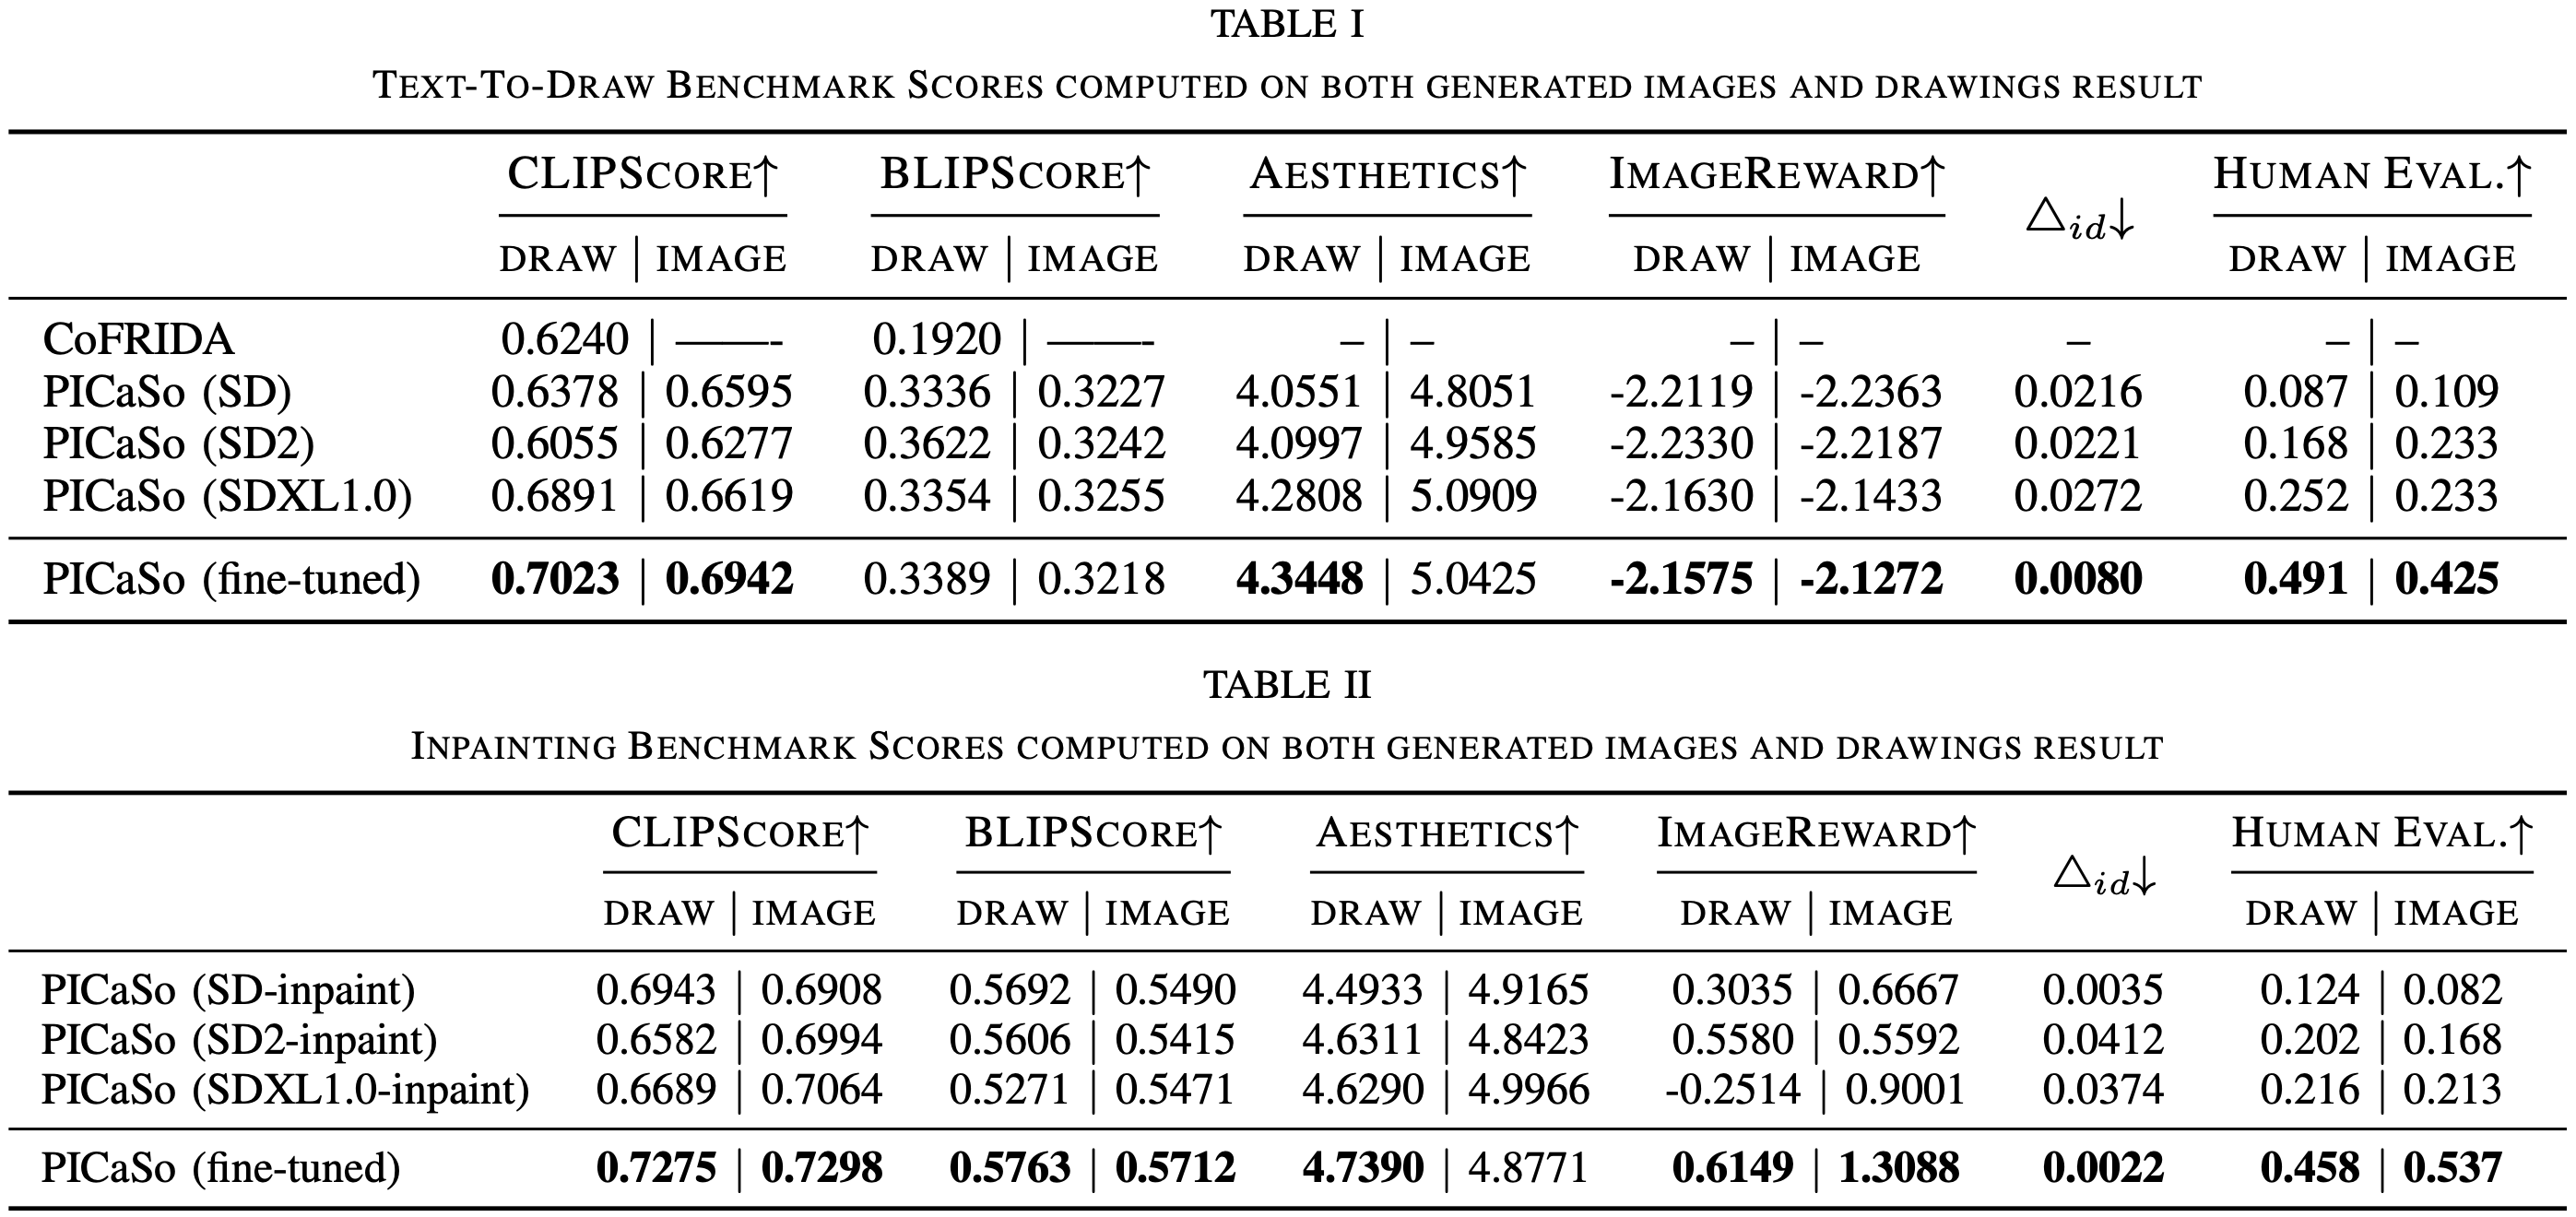 TABLE I
TEXT-TO-DRAW BENCHMARK SCORES COMPUTED ON BOTH GENERATED IMAGES AND DRAWINGS RESULT
CLIPSCORE↑ BLIPSCORE↑ AESTHETICS↑ IMAGEREWARD↑ △id↓ HUMAN EVAL.↑
DRAW | IMAGE DRAW | IMAGE DRAW | IMAGE DRAW | IMAGE DRAW | IMAGE
CoFRIDA 0.6240 | ——- 0.1920 | ——- – | – – | – – – | –
PICaSo (SD) 0.6378 | 0.6595 0.3336 | 0.3227 4.0551 | 4.8051 -2.2119 | -2.2363 0.0216 0.087 | 0.109
PICaSo (SD2) 0.6055 | 0.6277 0.3622 | 0.3242 4.0997 | 4.9585 -2.2330 | -2.2187 0.0221 0.168 | 0.233
PICaSo (SDXL1.0) 0.6891 | 0.6619 0.3354 | 0.3255 4.2808 | 5.0909 -2.1630 | -2.1433 0.0272 0.252 | 0.233
PICaSo (fine-tuned) 0.7023 | 0.6942 0.3389 | 0.3218 4.3448 | 5.0425 -2.1575 | -2.1272 0.0080 0.491 | 0.425
TABLE II
INPAINTING BENCHMARK SCORES COMPUTED ON BOTH GENERATED IMAGES AND DRAWINGS RESULT
CLIPSCORE↑ BLIPSCORE↑ AESTHETICS↑ IMAGEREWARD↑ △id↓ HUMAN EVAL.↑
DRAW | IMAGE DRAW | IMAGE DRAW | IMAGE DRAW | IMAGE DRAW | IMAGE
PICaSo (SD-inpaint) 0.6943 | 0.6908 0.5692 | 0.5490 4.4933 | 4.9165 0.3035 | 0.6667 0.0035 0.124 | 0.082
PICaSo (SD2-inpaint) 0.6582 | 0.6994 0.5606 | 0.5415 4.6311 | 4.8423 0.5580 | 0.5592 0.0412 0.202 | 0.168
PICaSo (SDXL1.0-inpaint) 0.6689 | 0.7064 0.5271 | 0.5471 4.6290 | 4.9966 -0.2514 | 0.9001 0.0374 0.216 | 0.213
PICaSo (fine-tuned) 0.7275 | 0.7298 0.5763 | 0.5712 4.7390 | 4.8771 0.6149 | 1.3088 0.0022 0.458 | 0.537